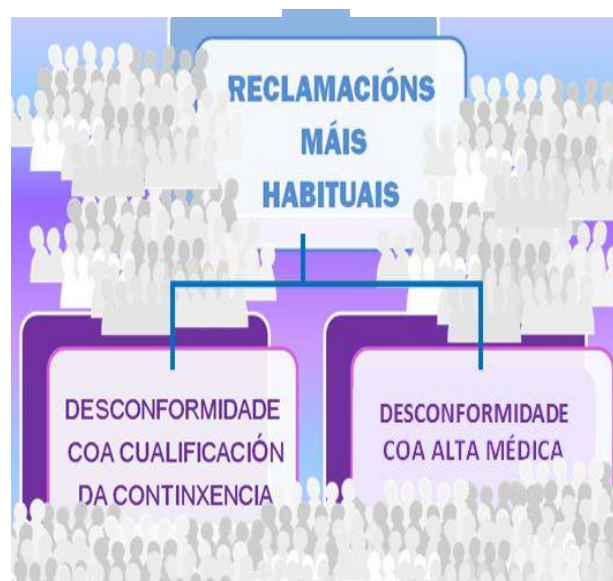 RECLAMACIÓNS
MÁIS
HABITUAIS
DESCONFORMIDADE
COA CUALIFICACIÓN
DA CONTINXENCIA
DESCONFORMIDADE
COA ALTA MÉDICA